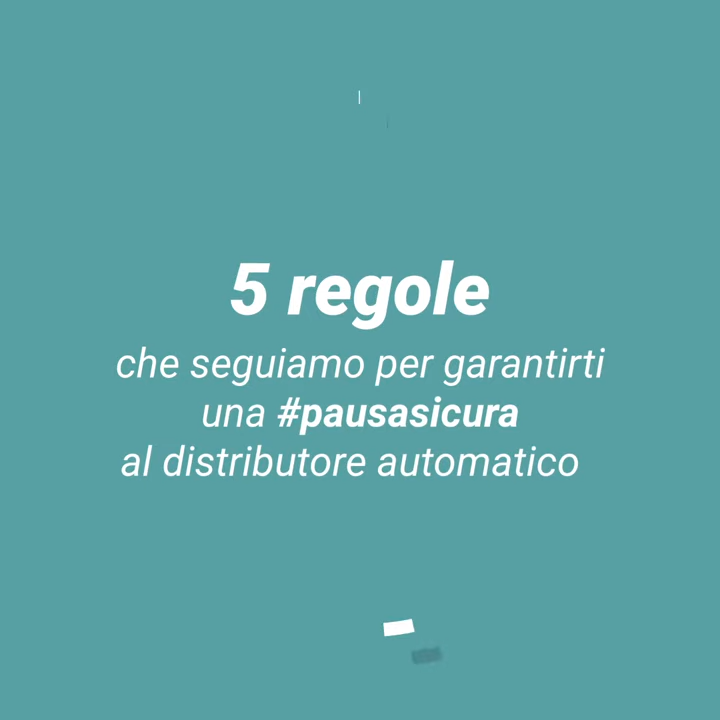 5 regole
che seguiamo per garantirti
una #pausasicura
al distributore automatico